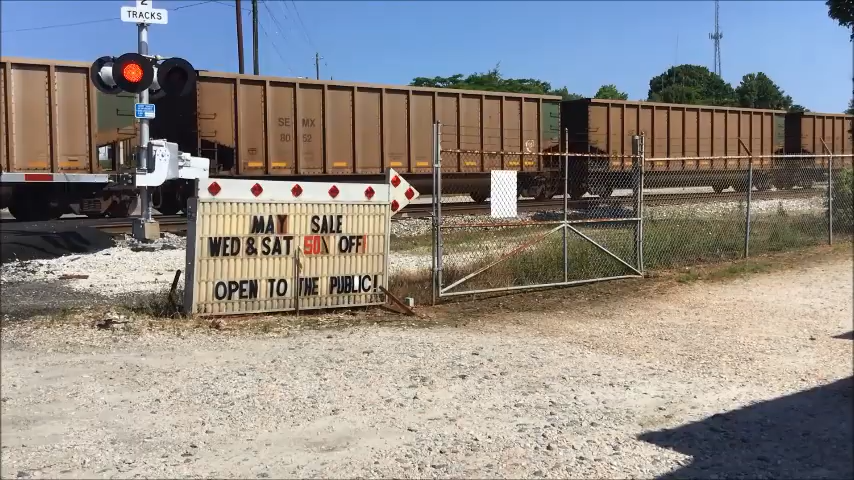 2
TRACKS
SEMX
8052
MAY SALE
WED & SAT 50% OFF!
OPEN TO THE PUBLIC!